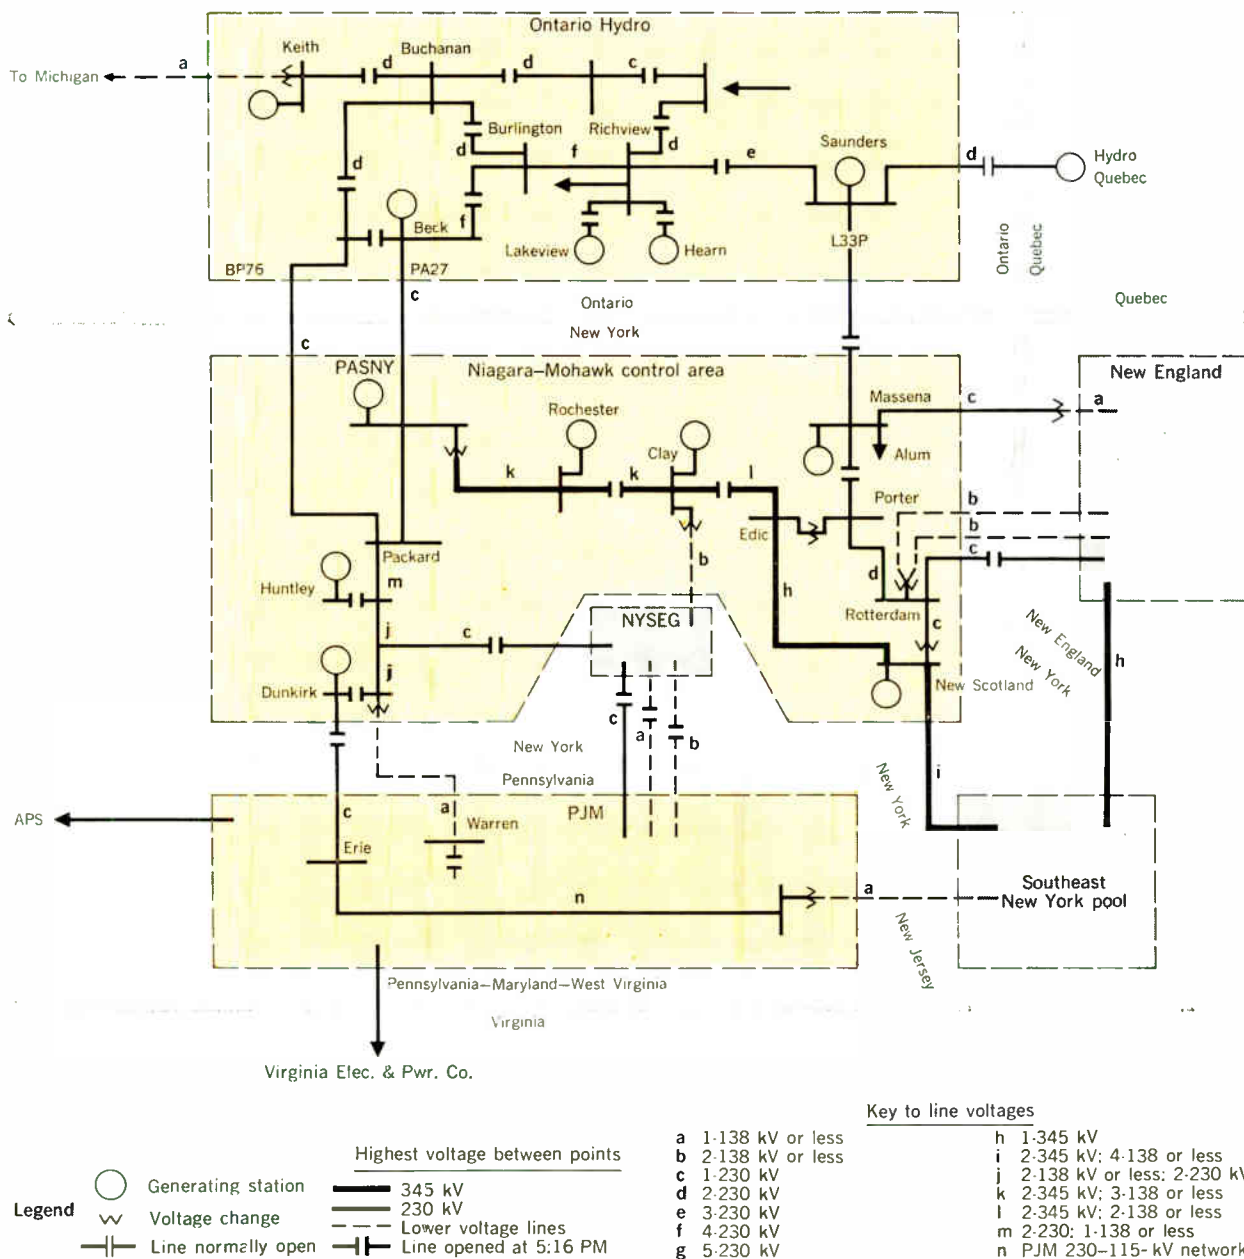 Ontario Hydro
Keith
Buchanan
a
d
d
c
To Michigan
Burlington
Richview
Saunders
d
d
f
d
e
d
Hydro
Quebec
f
Beck
Lakeview
Hearn
L33P
BP76
PA27
c
Ontario
Quebec
Ontario
New York
Quebec
c
PASNY
Niagara—Mohawk control area
New England
Rochester
Massena
c
a
Clay
Alum
k
k
l
Porter
b
b
c
Edic
Packard
b
d
m
h
Huntley
Rotterdam
j
NYSEG
c
c
New England
New York
h
j
Dunkirk
New Scotland
c
a
b
New York
Pennsylvania
i
New York
APS
c
a
PJM
Warren
Erie
n
a
Southeast
New York pool
New Jersey
Pennsylvania—Maryland—West Virginia
Virginia
Virginia Elec. & Pwr. Co.
Key to line voltages
Highest voltage between points
Legend
Generating station
Voltage change
Line normally open
345 kV
230 kV
Lower voltage lines
Line opened at 5:16 PM
a 1-138 kV or less
b 2-138 kV or less
c 1-230 kV
d 2-230 kV
e 3-230 kV
f 4-230 kV
g 5-230 kV
h 1-345 kV
i 2-345 kV; 4-138 or less
j 2-138 kV or less; 2-230 kV
k 2-345 kV; 3-138 or less
l 2-345 kV; 2-138 or less
m 2-230; 1-138 or less
n PJM 230-115- kV network